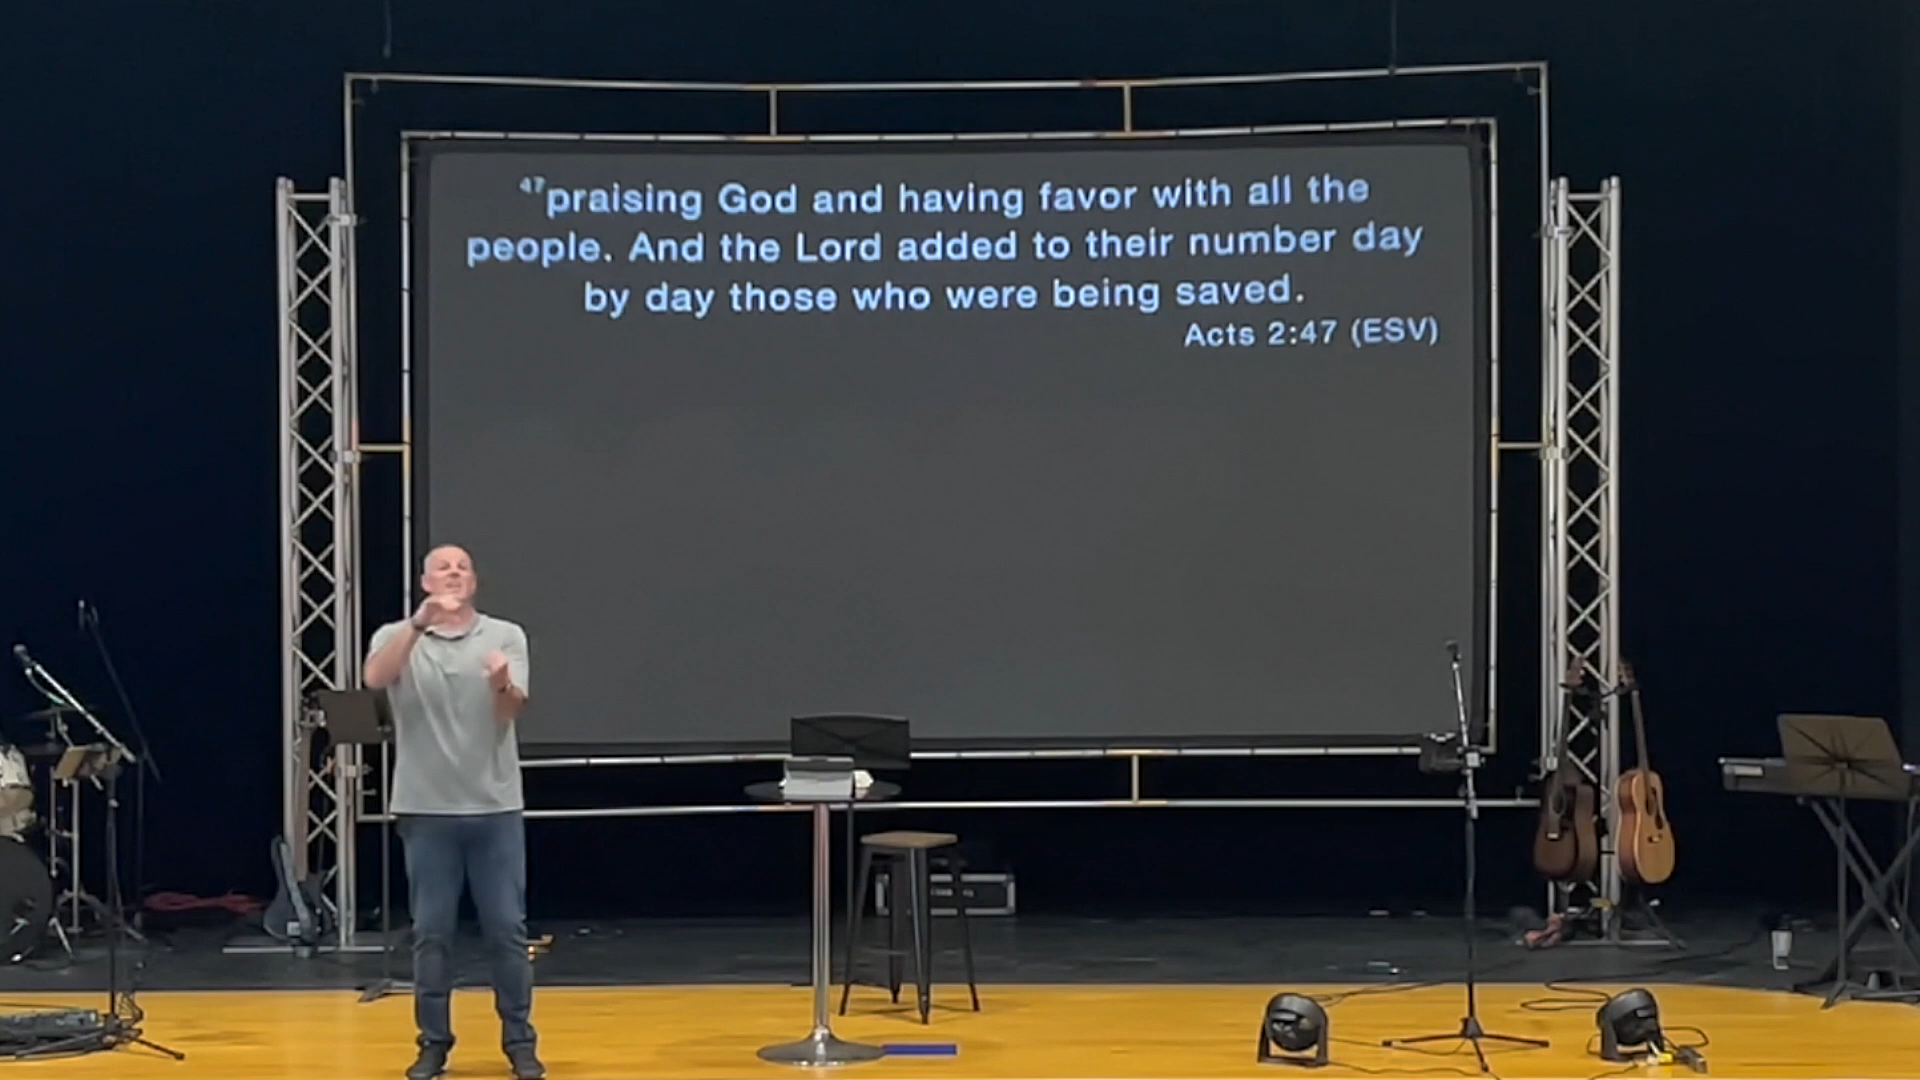 47praising God and having favor with all the
people. And the Lord added to their number day
by day those who were being saved.
Acts 2:47 (ESV)